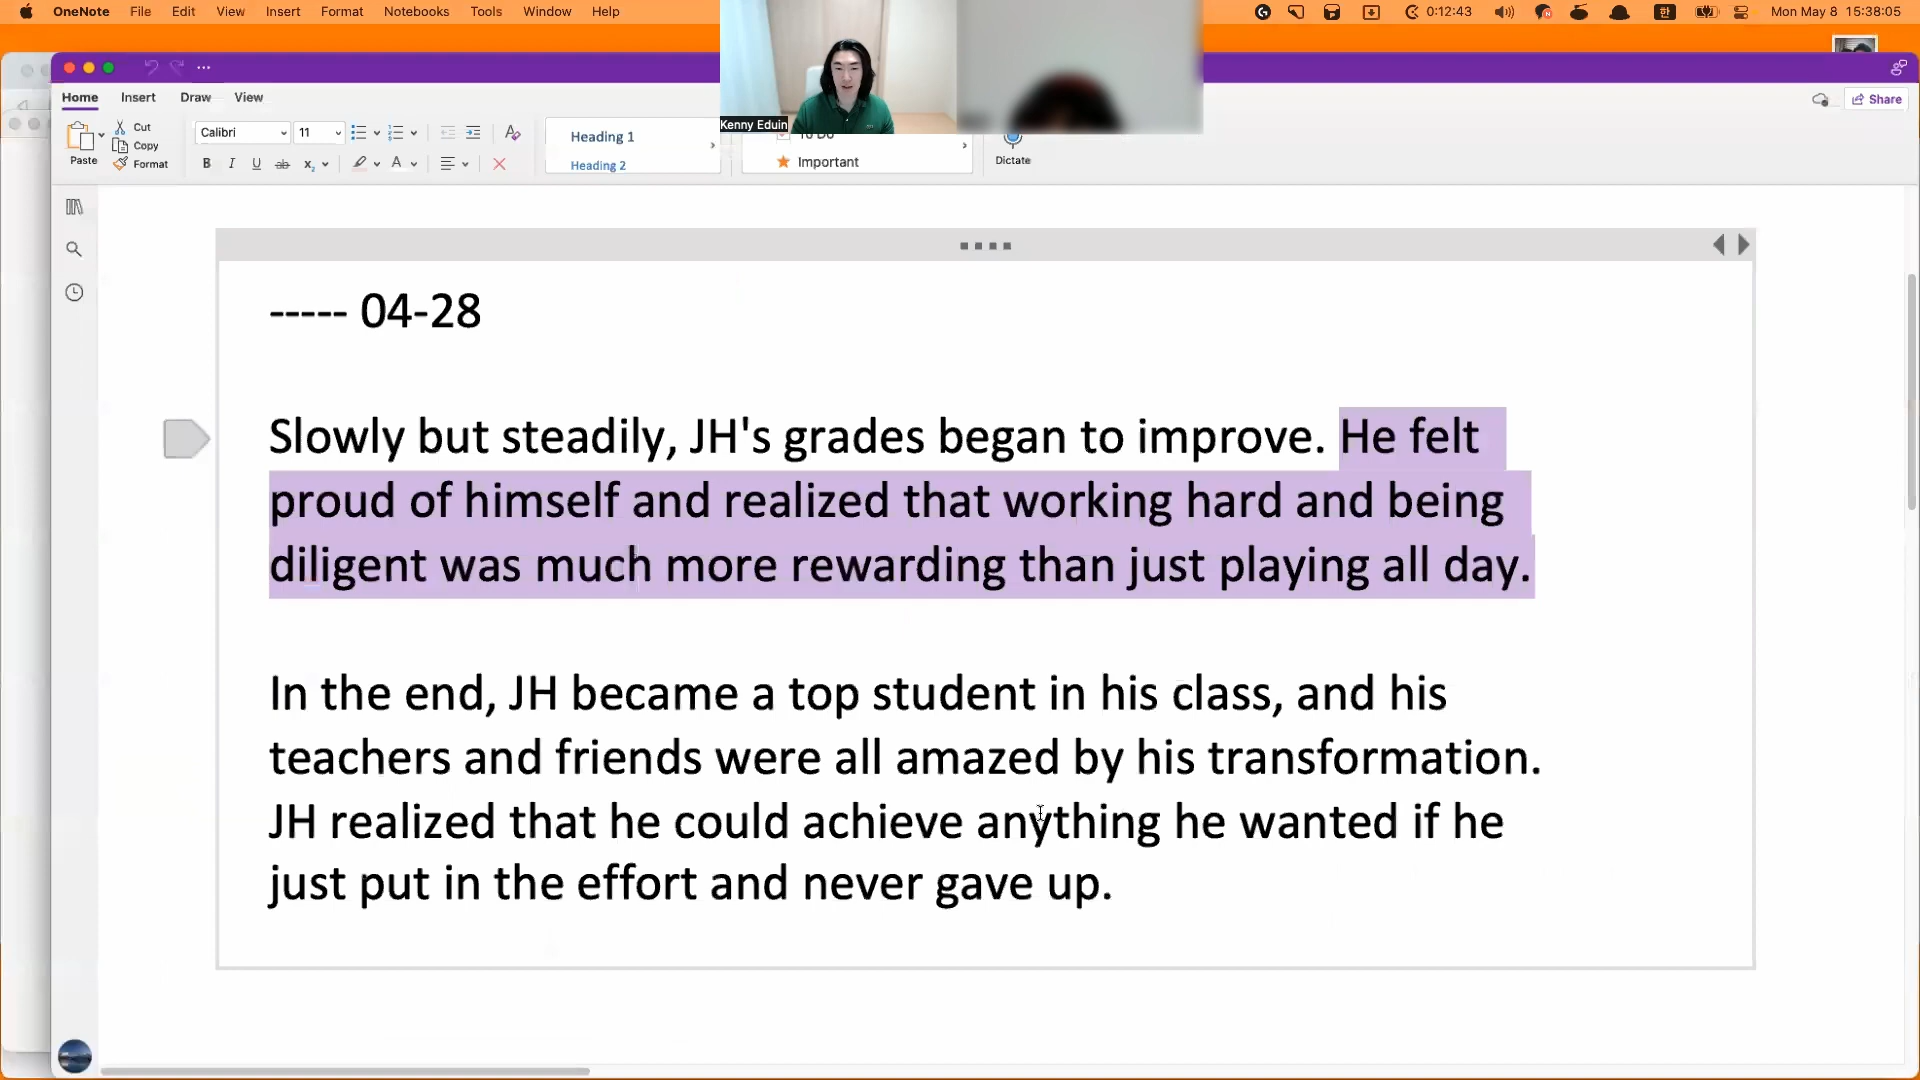 OneNote File Edit View Insert Format Notebooks Tools Window Help 0:12:43 한 Mon May 8 15:38:05
Kenny Eduin
Home Insert Draw View Share
Paste Cut Copy Format
Calibri 11
B I U ab x
A
Heading 1
Heading 2
Important
Dictate
----- 04-28
Slowly but steadily, JH's grades began to improve. He felt
proud of himself and realized that working hard and being
diligent was much more rewarding than just playing all day.
In the end, JH became a top student in his class, and his
teachers and friends were all amazed by his transformation.
JH realized that he could achieve anything he wanted if he
just put in the effort and never gave up.